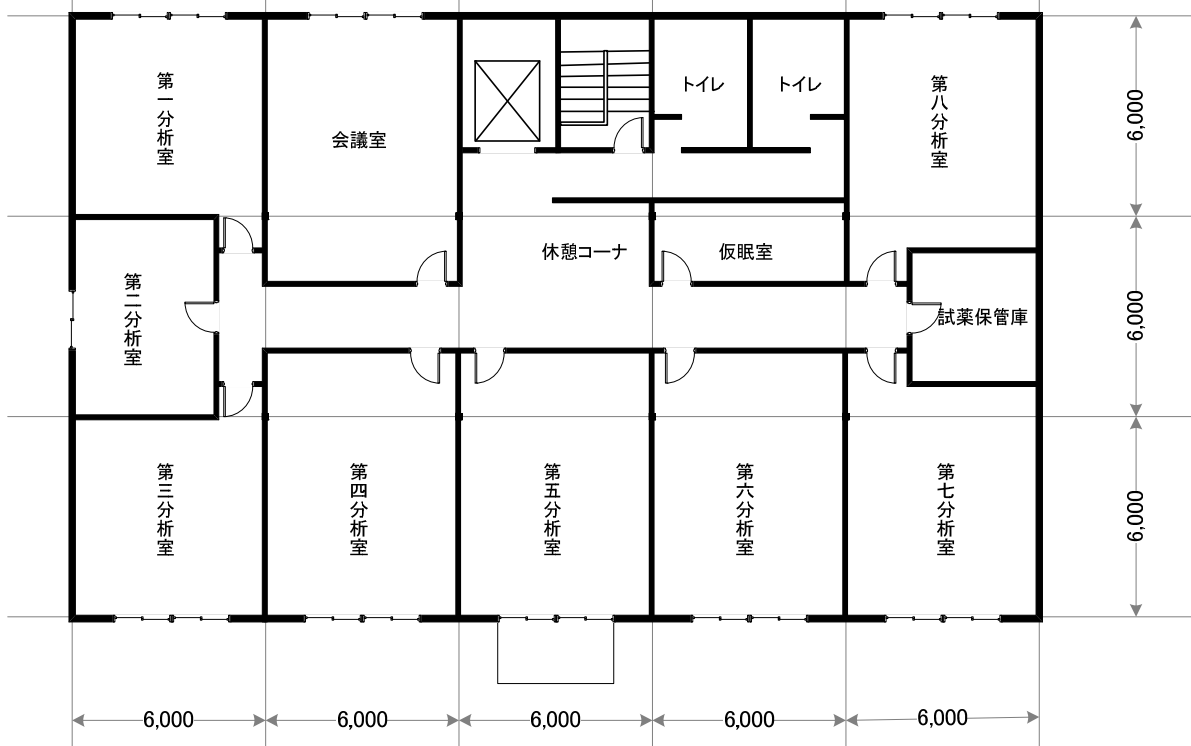 第一分析室
会議室
トイレ
トイレ
第八分析室
6,000
休憩コーナ
仮眠室
第二分析室
試薬保管庫
6,000
第三分析室
第四分析室
第五分析室
第六分析室
第七分析室
6,000
6,000
6,000
6,000
6,000
6,000